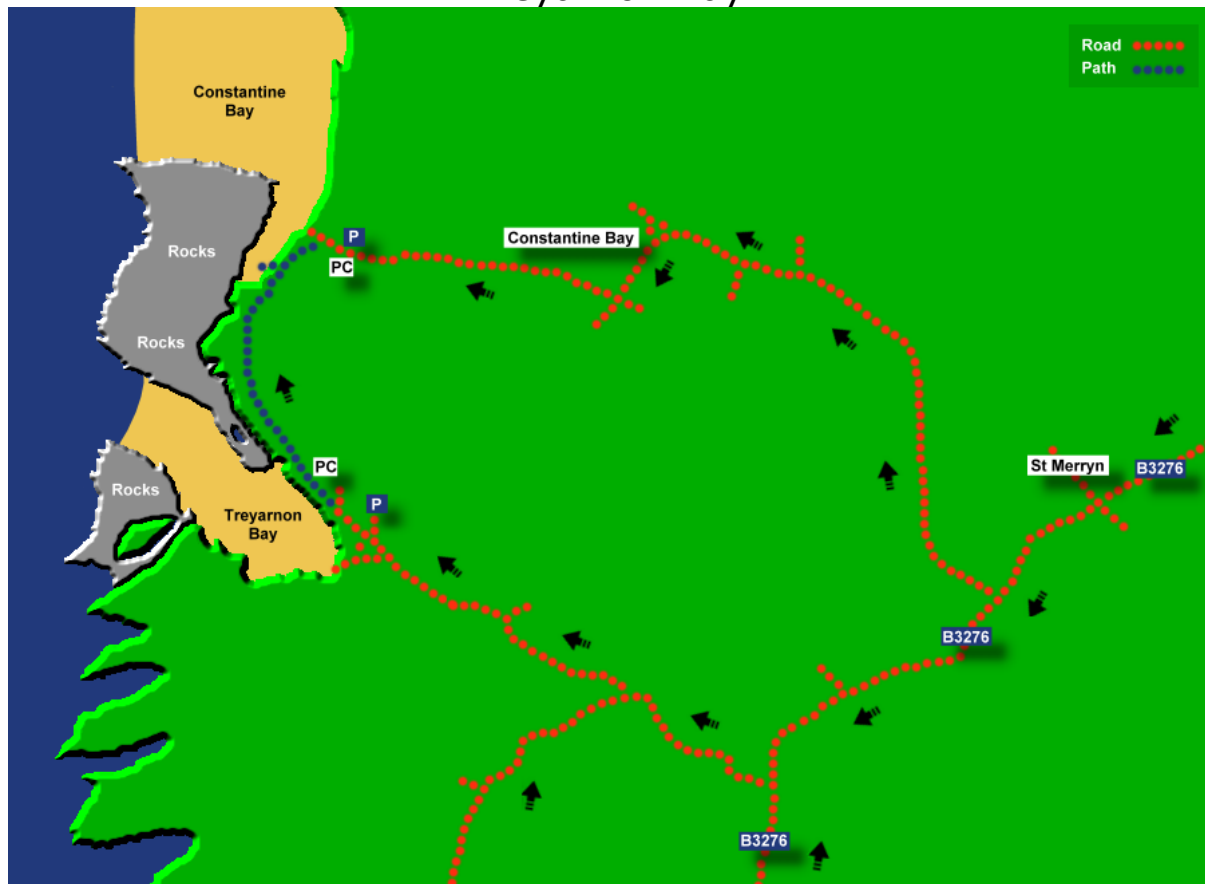 Road
Path
Constantine
Bay
P
Constantine Bay
PC
Rocks
Rocks
PC
St Merryn
B3276
Rocks
P
Treyarnon
Bay
B3276
B3276